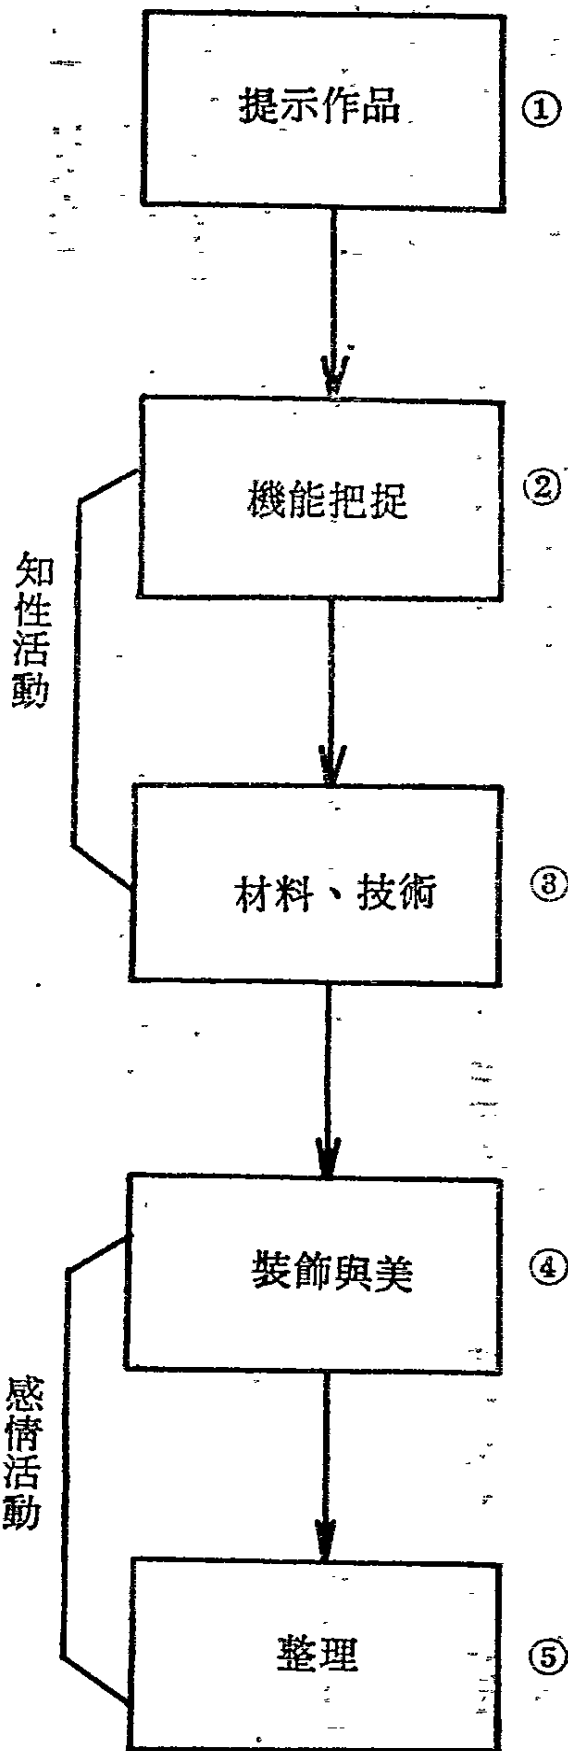 提示作品
①
機能把捉
②
知性活動
材料、技術
③
裝飾與美
④
感情活動
整理
⑤